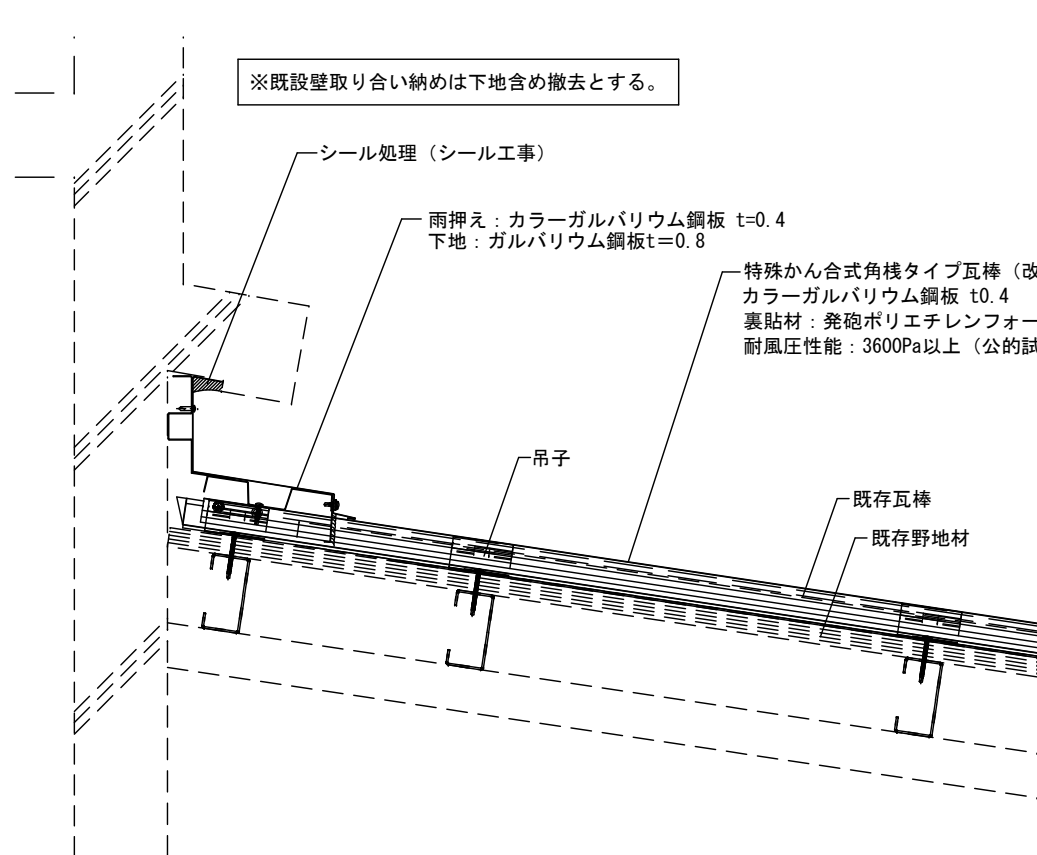 ※既設壁取り合い納めは下地含め撤去とする。
シール処理（シール工事）
雨押え：カラーガルバリウム鋼板 t=0.4
下地：ガルバリウム鋼板t＝0.8
特殊かん合式角桟タイプ瓦棒（改
カラーガルバリウム鋼板 t0.4
裏貼材：発砲ポリエチレンフォー
耐風圧性能：3600Pa以上（公的試
吊子
既存瓦棒
既存野地材